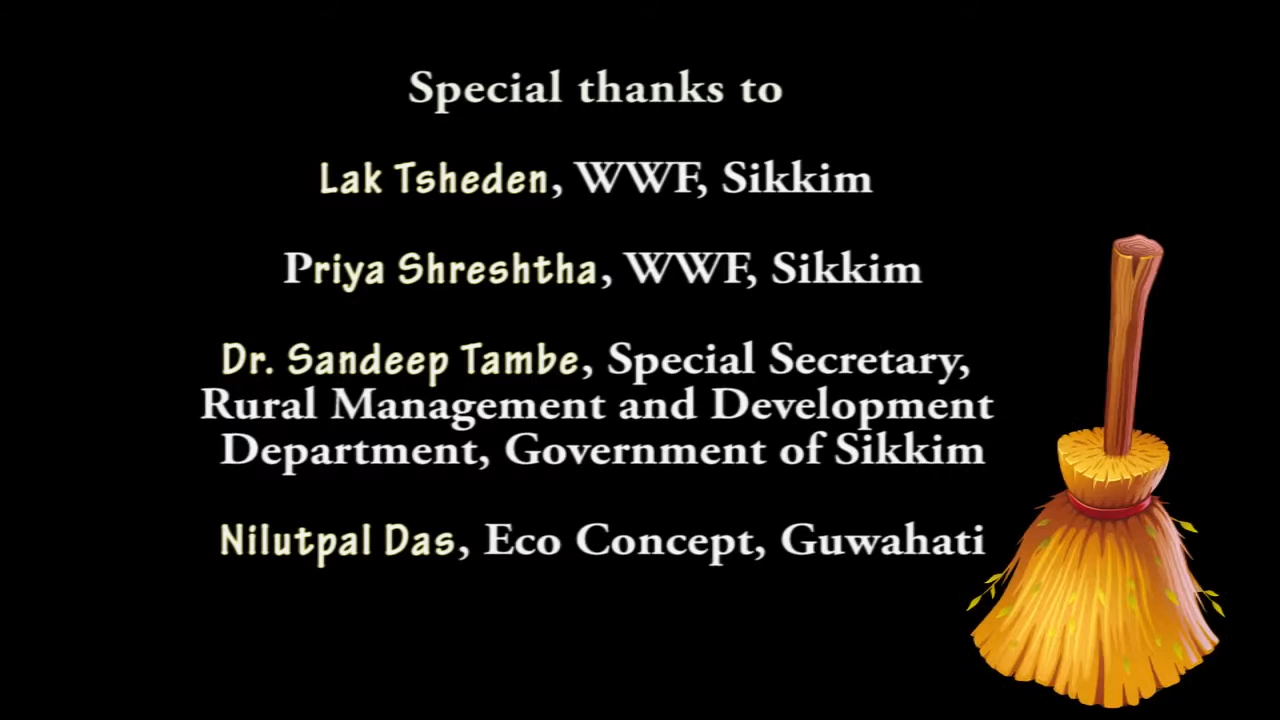 Special thanks to
Lak Tsheden, WWF, Sikkim
Priya Shreshtha, WWF, Sikkim
Dr. Sandeep Tambe, Special Secretary,
Rural Management and Development
Department, Government of Sikkim
Nilutpal Das, Eco Concept, Guwahati